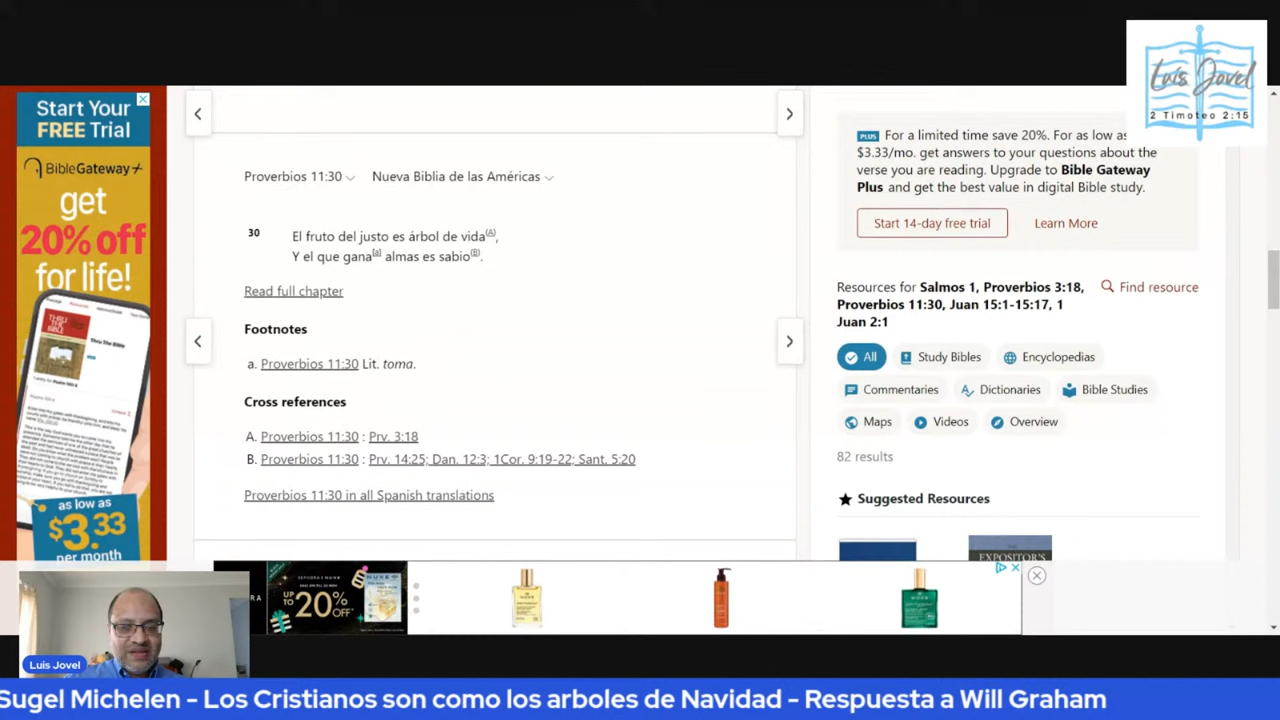 Luis Jovel
2 Timoteo 2:15
Start Your
FREE Trial
BibleGateway+
get
20% off
for life!
as low as
$3.33
per month
Proverbios 11:30
Nueva Biblia de las Américas
30 El fruto del justo es árbol de vida(A),
Y el que gana[a] almas es sabio(B).
Read full chapter
Footnotes
a. Proverbios 11:30 Lit. toma.
Cross references
A. Proverbios 11:30 : Prv. 3:18
B. Proverbios 11:30 : Prv. 14:25; Dan. 12:3; 1Cor. 9:19-22; Sant. 5:20
Proverbios 11:30 in all Spanish translations
PLUS For a limited time save 20%. For as low as
$3.33/mo. get answers to your questions about the
verse you are reading. Upgrade to Bible Gateway
Plus and get the best value in digital Bible study.
Start 14-day free trial
Learn More
Resources for Salmos 1, Proverbios 3:18,
Proverbios 11:30, Juan 15:1-15:17, 1
Juan 2:1
Find resource
All
Study Bibles
Encyclopedias
Commentaries
Dictionaries
Bible Studies
Maps
Videos
Overview
82 results
Suggested Resources
EXPOSITOR'S
UP TO 20% OFF*
NUXE
Luis Jovel
Sugel Michelen - Los Cristianos son como los arboles de Navidad - Respuesta a Will Graham